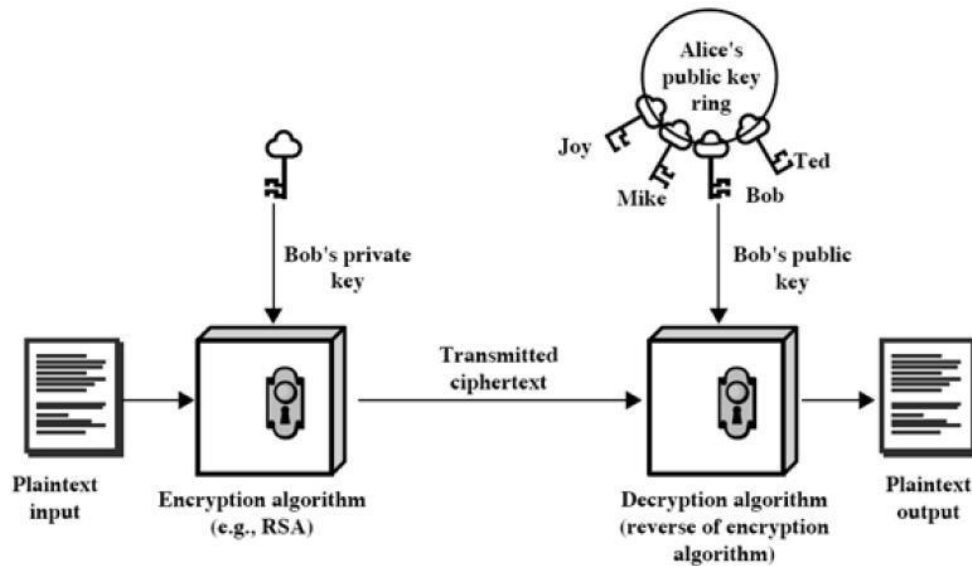 Alice's
public key
ring
Joy
Mike
Bob
Ted
Bob's private
key
Bob's public
key
Transmitted
ciphertext
Plaintext
input
Encryption algorithm
(e.g., RSA)
Decryption algorithm
(reverse of encryption
algorithm)
Plaintext
output